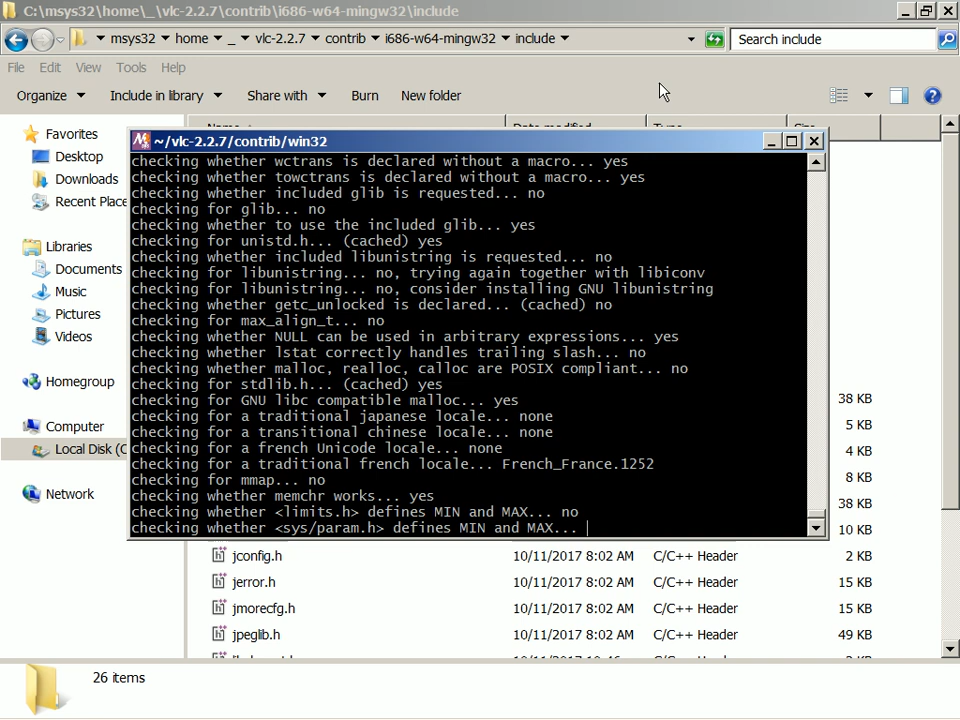 C:\msys32\home\_\vlc-2.2.7\contrib\i686-w64-mingw32\include
msys32 home _ vlc-2.2.7 contrib i686-w64-mingw32 include
Search include
File Edit View Tools Help
Organize Include in library Share with Burn New folder
Favorites
Desktop
Downloads
Recent Place
Libraries
Documents
Music
Pictures
Videos
Homegroup
Computer
Local Disk (C
Network
Name Date modified Type Size
~/vlc-2.2.7/contrib/win32
checking whether wctrans is declared without a macro... yes
checking whether towctrans is declared without a macro... yes
checking whether included glib is requested... no
checking for glib... no
checking whether to use the included glib... yes
checking for unistd.h... (cached) yes
checking whether included libunistring is requested... no
checking for libunistring... no, trying again together with libiconv
checking for libunistring... no, consider installing GNU libunistring
checking whether getc_unlocked is declared... (cached) no
checking for max_align_t... no
checking whether NULL can be used in arbitrary expressions... yes
checking whether lstat correctly handles trailing slash... no
checking whether malloc, realloc, calloc are POSIX compliant... no
checking for stdlib.h... (cached) yes
checking for GNU libc compatible malloc... yes
checking for a traditional japanese locale... none
checking for a transitional chinese locale... none
checking for a french Unicode locale... none
checking for a traditional french locale... French_France.1252
checking for mmap... no
checking whether memchr works... yes
checking whether <limits.h> defines MIN and MAX... no
checking whether <sys/param.h> defines MIN and MAX...
38 KB
5 KB
4 KB
8 KB
38 KB
10 KB
jconfig.h 10/11/2017 8:02 AM C/C++ Header 2 KB
jerror.h 10/11/2017 8:02 AM C/C++ Header 15 KB
jmorecfg.h 10/11/2017 8:02 AM C/C++ Header 15 KB
jpeglib.h 10/11/2017 8:02 AM C/C++ Header 49 KB
26 items